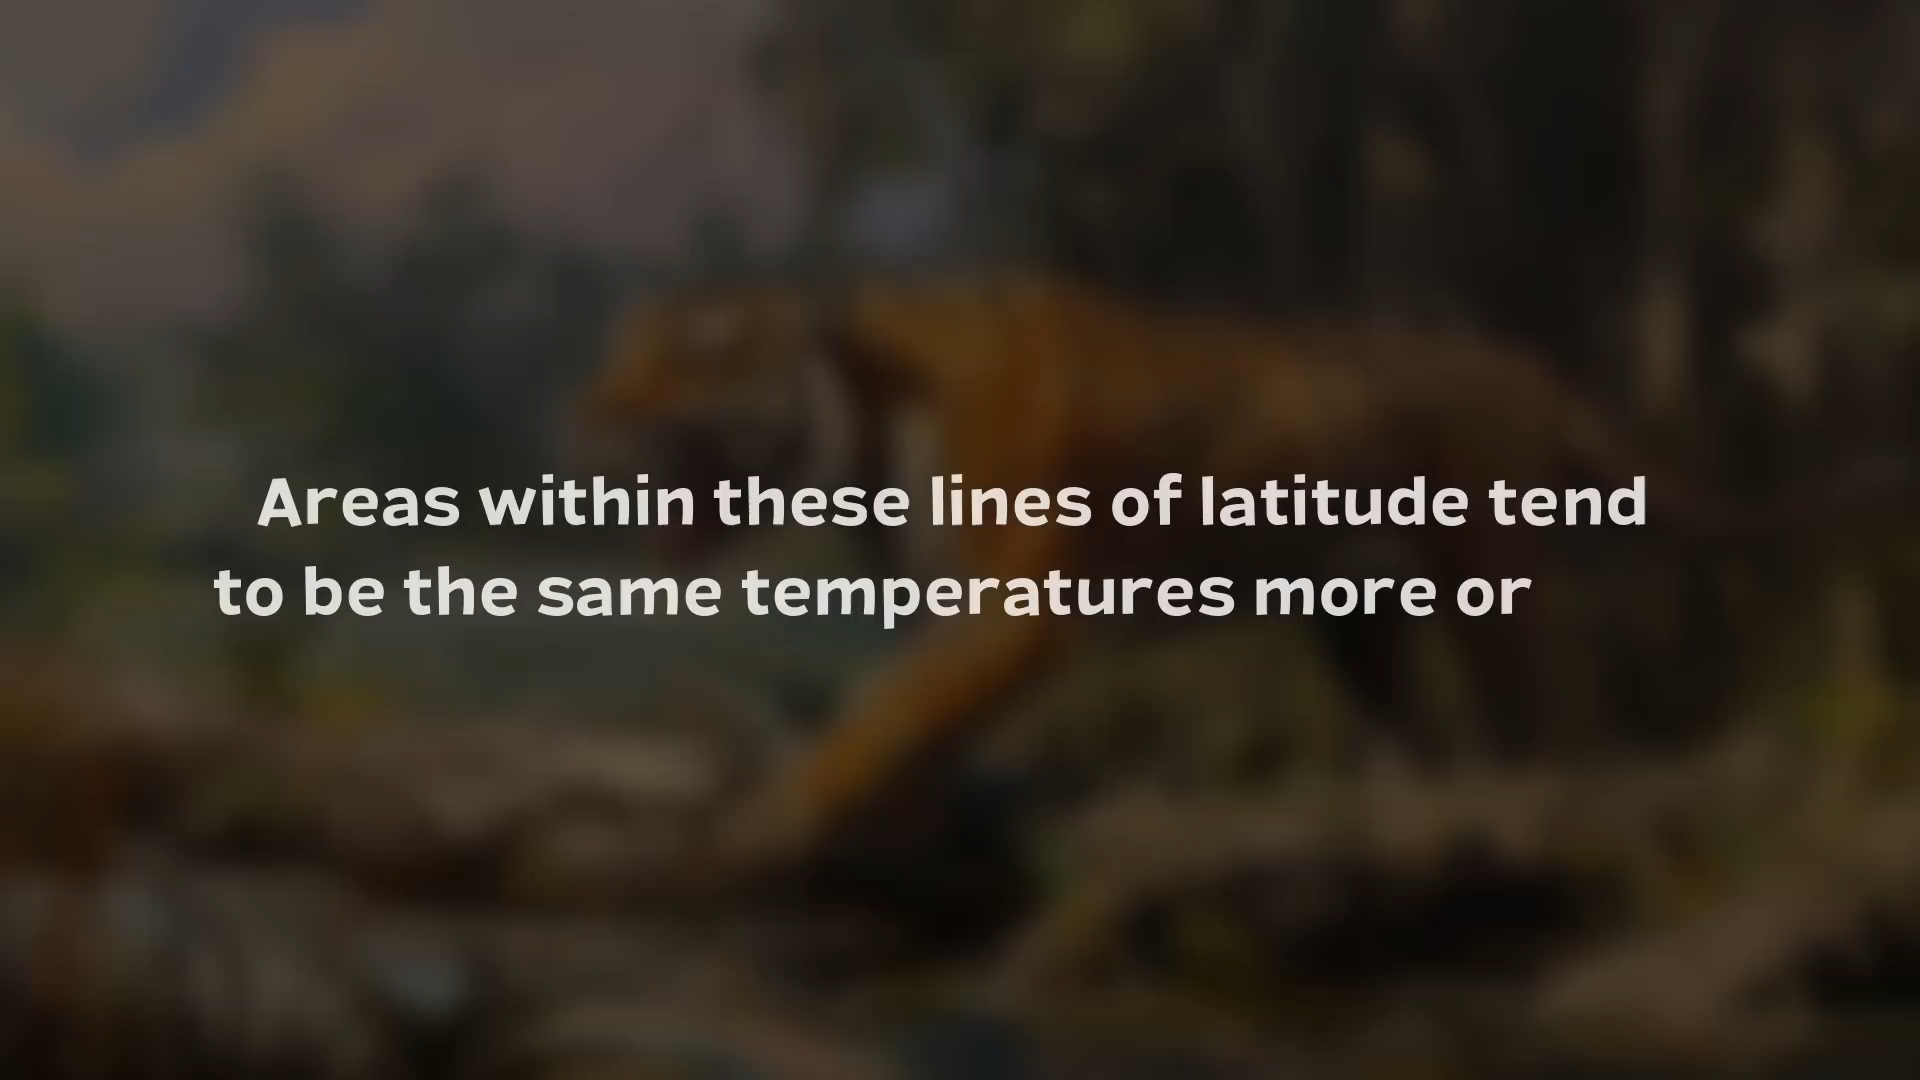 Areas within these lines of latitude tend
to be the same temperatures more or